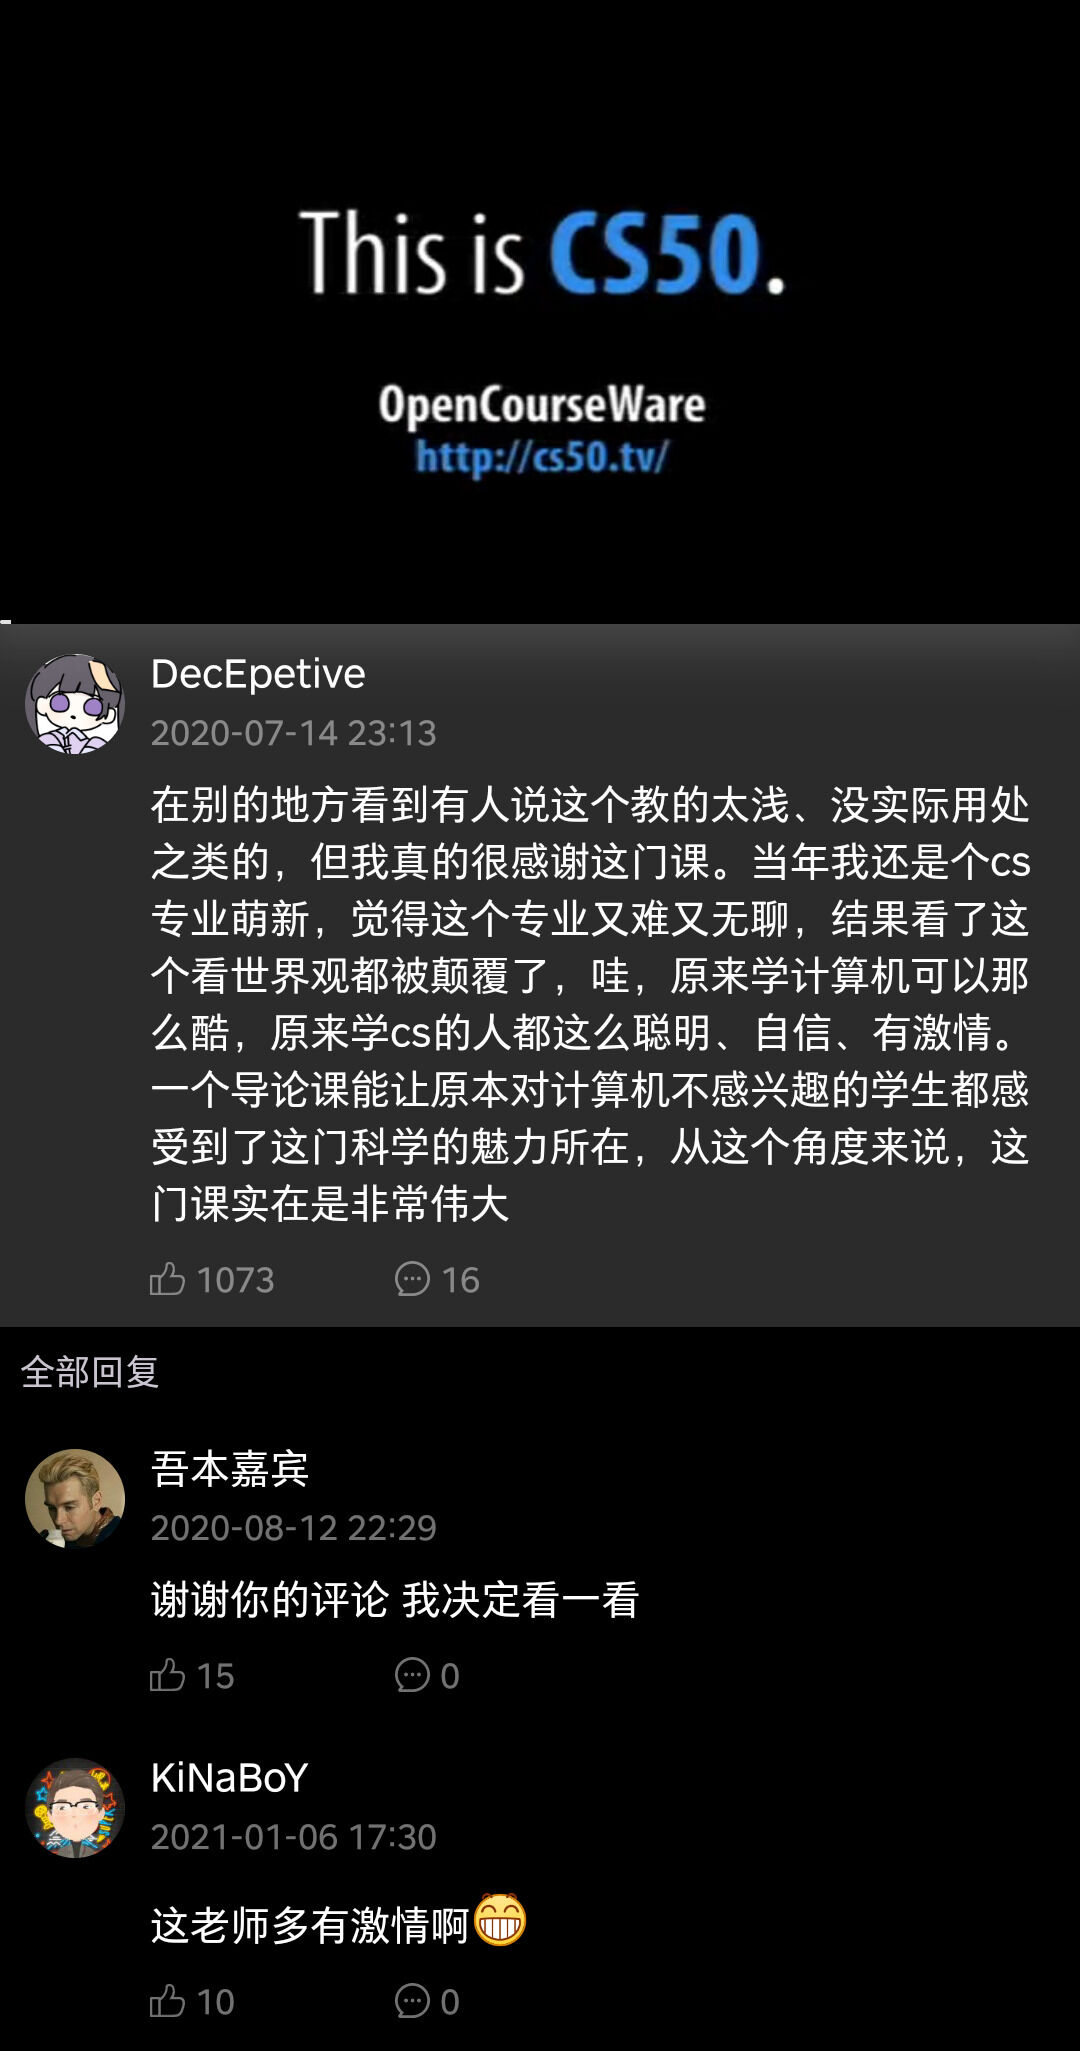 This is CS50.
OpenCourseWare
http://cs50.tv/
DecEpetive
2020-07-14 23:13
在别的地方看到有人说这个教的太浅、没实际用处
之类的，但我真的很感谢这门课。当年我还是个cs
专业萌新，觉得这个专业又难又无聊，结果看了这
个看世界观都被颠覆了，哇，原来学计算机可以那
么酷，原来学cs的人都这么聪明、自信、有激情。
一个导论课能让原本对计算机不感兴趣的学生都感
受到了这门科学的魅力所在，从这个角度来说，这
门课实在是非常伟大
1073 16
全部回复
吾本嘉宾
2020-08-12 22:29
谢谢你的评论 我决定看一看
15 0
KiNaBoY
2021-01-06 17:30
这老师多有激情啊
10 0